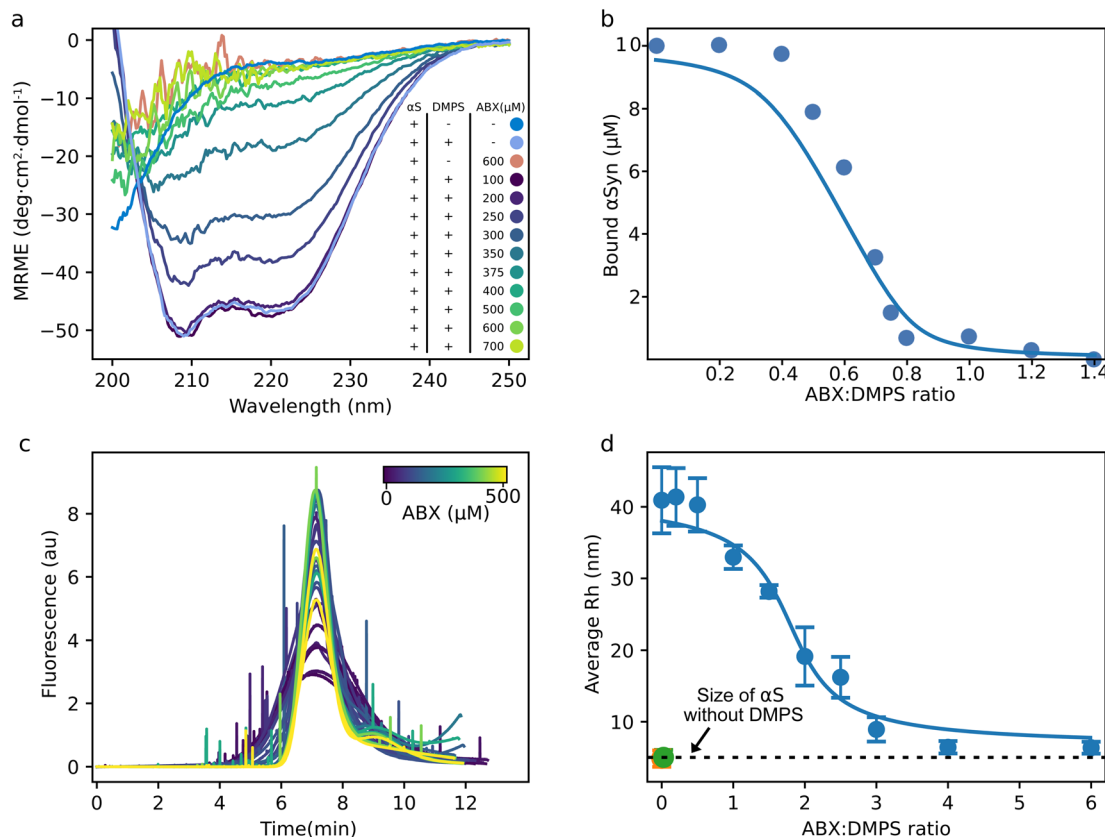 a
0
−10
−20
−30
−40
−50
MRME (deg·cm²·dmol⁻¹)
200
210
220
230
240
250
Wavelength (nm)
αS DMPS ABX(μM)
+ - -
+ + -
+ - 600
+ + 100
+ + 200
+ + 250
+ + 300
+ + 350
+ + 375
+ + 400
+ + 500
+ + 600
+ + 700
b
10
8
6
4
2
Bound αSyn (μM)
0.2
0.4
0.6
0.8
1.0
1.2
1.4
ABX:DMPS ratio
c
8
6
4
2
0
Fluorescence (au)
0
2
4
6
8
10
12
Time(min)
0 500
ABX (μM)
d
40
30
20
10
Average Rh (nm)
Size of αS
without DMPS
0
1
2
3
4
5
6
ABX:DMPS ratio